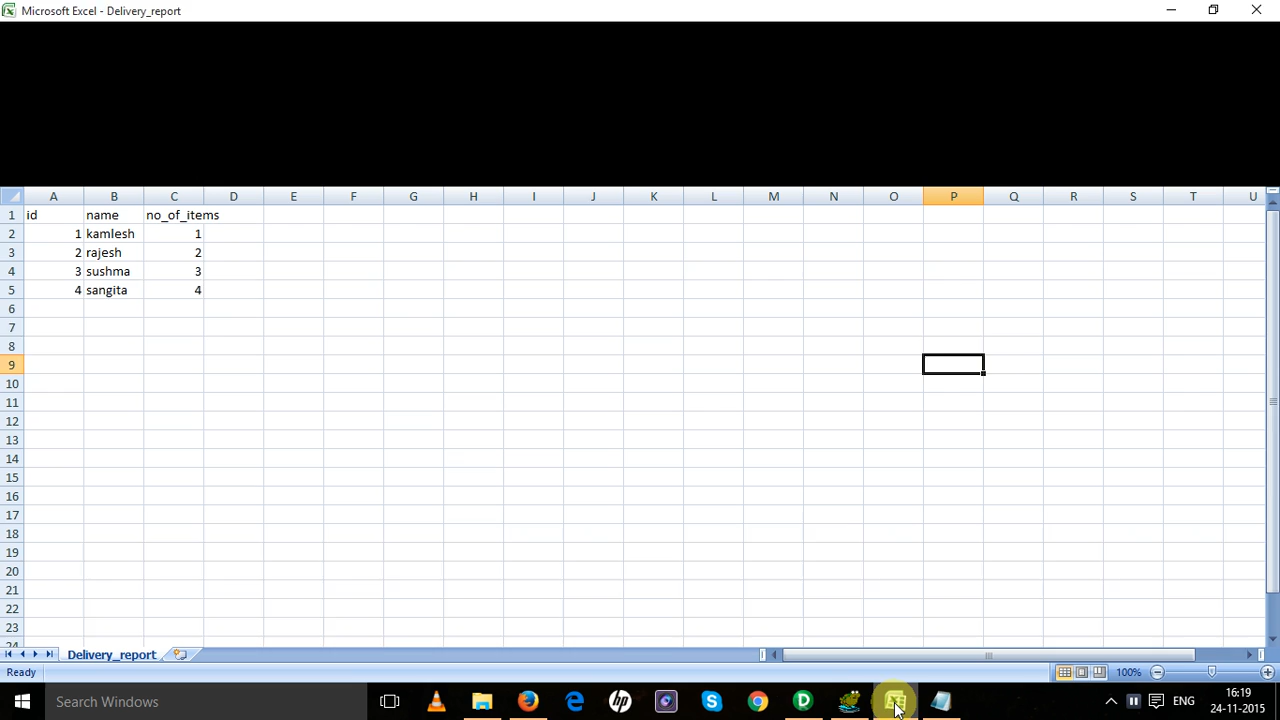 Microsoft Excel - Delivery_report
A B C D E F G H I J K L M N O P Q R S T U
1 id name no_of_items
2 1 kamlesh 1
3 2 rajesh 2
4 3 sushma 3
5 4 sangita 4
6
7
8
9
10
11
12
13
14
15
16
17
18
19
20
21
22
23
24
Delivery_report
Ready 100%
Search Windows hp S D ENG 16:19
24-11-2015